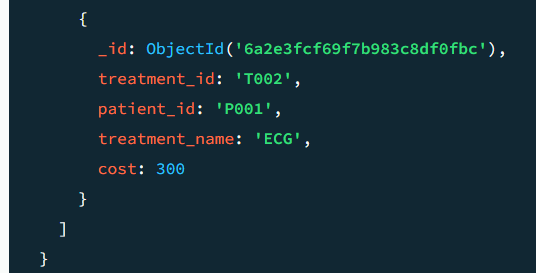 {
_id: ObjectId('6a2e3fcf69f7b983c8df0fbc'),
treatment_id: 'T002',
patient_id: 'P001',
treatment_name: 'ECG',
cost: 300
}
]
}